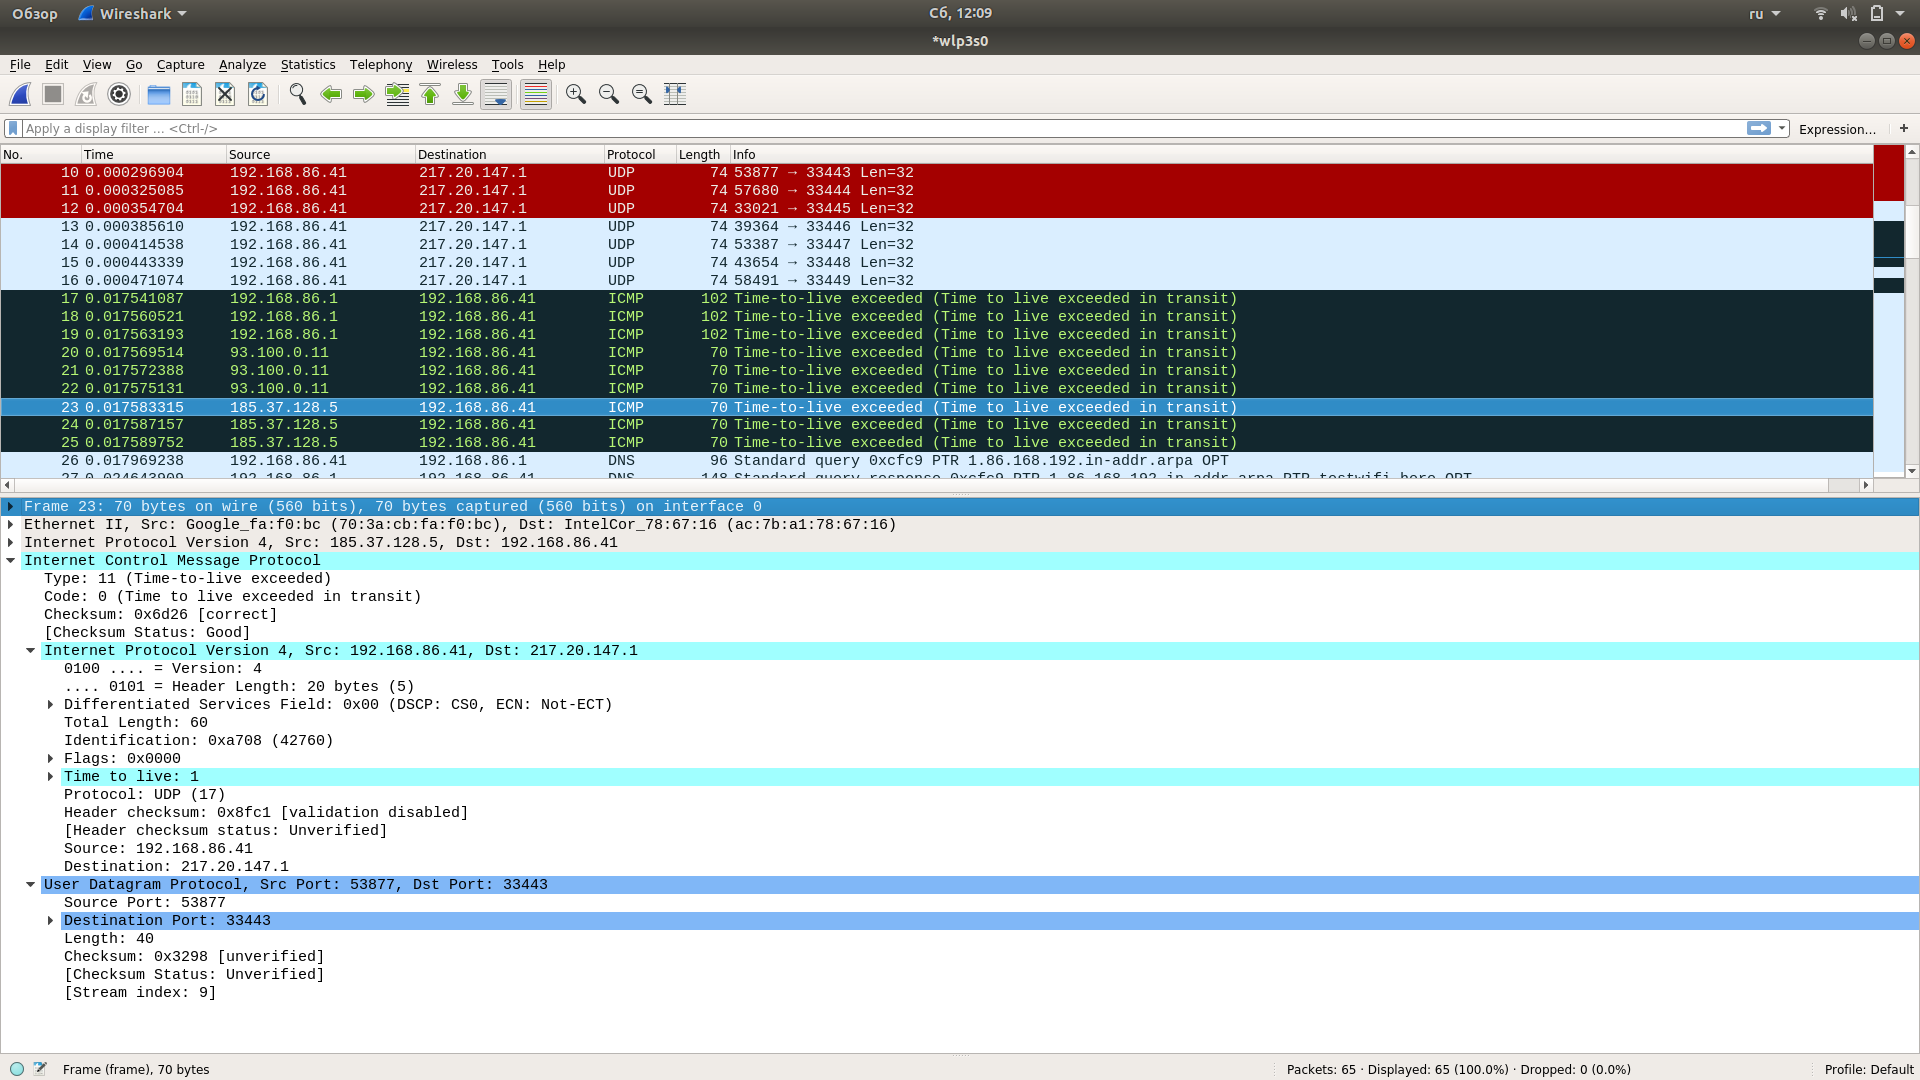 Обзор Wireshark Сб, 12:09 ru
*wlp3s0
File Edit View Go Capture Analyze Statistics Telephony Wireless Tools Help
Apply a display filter ... <Ctrl-/> Expression... +
No. Time Source Destination Protocol Length Info
10 0.000296904 192.168.86.41 217.20.147.1 UDP 74 53877 → 33443 Len=32
11 0.000325085 192.168.86.41 217.20.147.1 UDP 74 57680 → 33444 Len=32
12 0.000354704 192.168.86.41 217.20.147.1 UDP 74 33021 → 33445 Len=32
13 0.000385610 192.168.86.41 217.20.147.1 UDP 74 39364 → 33446 Len=32
14 0.000414538 192.168.86.41 217.20.147.1 UDP 74 53387 → 33447 Len=32
15 0.000443339 192.168.86.41 217.20.147.1 UDP 74 43654 → 33448 Len=32
16 0.000471074 192.168.86.41 217.20.147.1 UDP 74 58491 → 33449 Len=32
17 0.017541087 192.168.86.1 192.168.86.41 ICMP 102 Time-to-live exceeded (Time to live exceeded in transit)
18 0.017560521 192.168.86.1 192.168.86.41 ICMP 102 Time-to-live exceeded (Time to live exceeded in transit)
19 0.017563193 192.168.86.1 192.168.86.41 ICMP 102 Time-to-live exceeded (Time to live exceeded in transit)
20 0.017569514 93.100.0.11 192.168.86.41 ICMP 70 Time-to-live exceeded (Time to live exceeded in transit)
21 0.017572388 93.100.0.11 192.168.86.41 ICMP 70 Time-to-live exceeded (Time to live exceeded in transit)
22 0.017575131 93.100.0.11 192.168.86.41 ICMP 70 Time-to-live exceeded (Time to live exceeded in transit)
23 0.017583315 185.37.128.5 192.168.86.41 ICMP 70 Time-to-live exceeded (Time to live exceeded in transit)
24 0.017587157 185.37.128.5 192.168.86.41 ICMP 70 Time-to-live exceeded (Time to live exceeded in transit)
25 0.017589752 185.37.128.5 192.168.86.41 ICMP 70 Time-to-live exceeded (Time to live exceeded in transit)
26 0.017969238 192.168.86.41 192.168.86.1 DNS 96 Standard query 0xcfc9 PTR 1.86.168.192.in-addr.arpa OPT
27 0.024643909 192.168.86.1 192.168.86.41 DNS 148 Standard query response 0xcfc9 PTR 1.86.168.192.in-addr.arpa PTR testwifi.here OPT
Frame 23: 70 bytes on wire (560 bits), 70 bytes captured (560 bits) on interface 0
Ethernet II, Src: Google_fa:f0:bc (70:3a:cb:fa:f0:bc), Dst: IntelCor_78:67:16 (ac:7b:a1:78:67:16)
Internet Protocol Version 4, Src: 185.37.128.5, Dst: 192.168.86.41
Internet Control Message Protocol
Type: 11 (Time-to-live exceeded)
Code: 0 (Time to live exceeded in transit)
Checksum: 0x6d26 [correct]
[Checksum Status: Good]
Internet Protocol Version 4, Src: 192.168.86.41, Dst: 217.20.147.1
0100 .... = Version: 4
.... 0101 = Header Length: 20 bytes (5)
Differentiated Services Field: 0x00 (DSCP: CS0, ECN: Not-ECT)
Total Length: 60
Identification: 0xa708 (42760)
Flags: 0x0000
Time to live: 1
Protocol: UDP (17)
Header checksum: 0x8fc1 [validation disabled]
[Header checksum status: Unverified]
Source: 192.168.86.41
Destination: 217.20.147.1
User Datagram Protocol, Src Port: 53877, Dst Port: 33443
Source Port: 53877
Destination Port: 33443
Length: 40
Checksum: 0x3298 [unverified]
[Checksum Status: Unverified]
[Stream index: 9]
Frame (frame), 70 bytes Packets: 65 · Displayed: 65 (100.0%) · Dropped: 0 (0.0%) Profile: Default